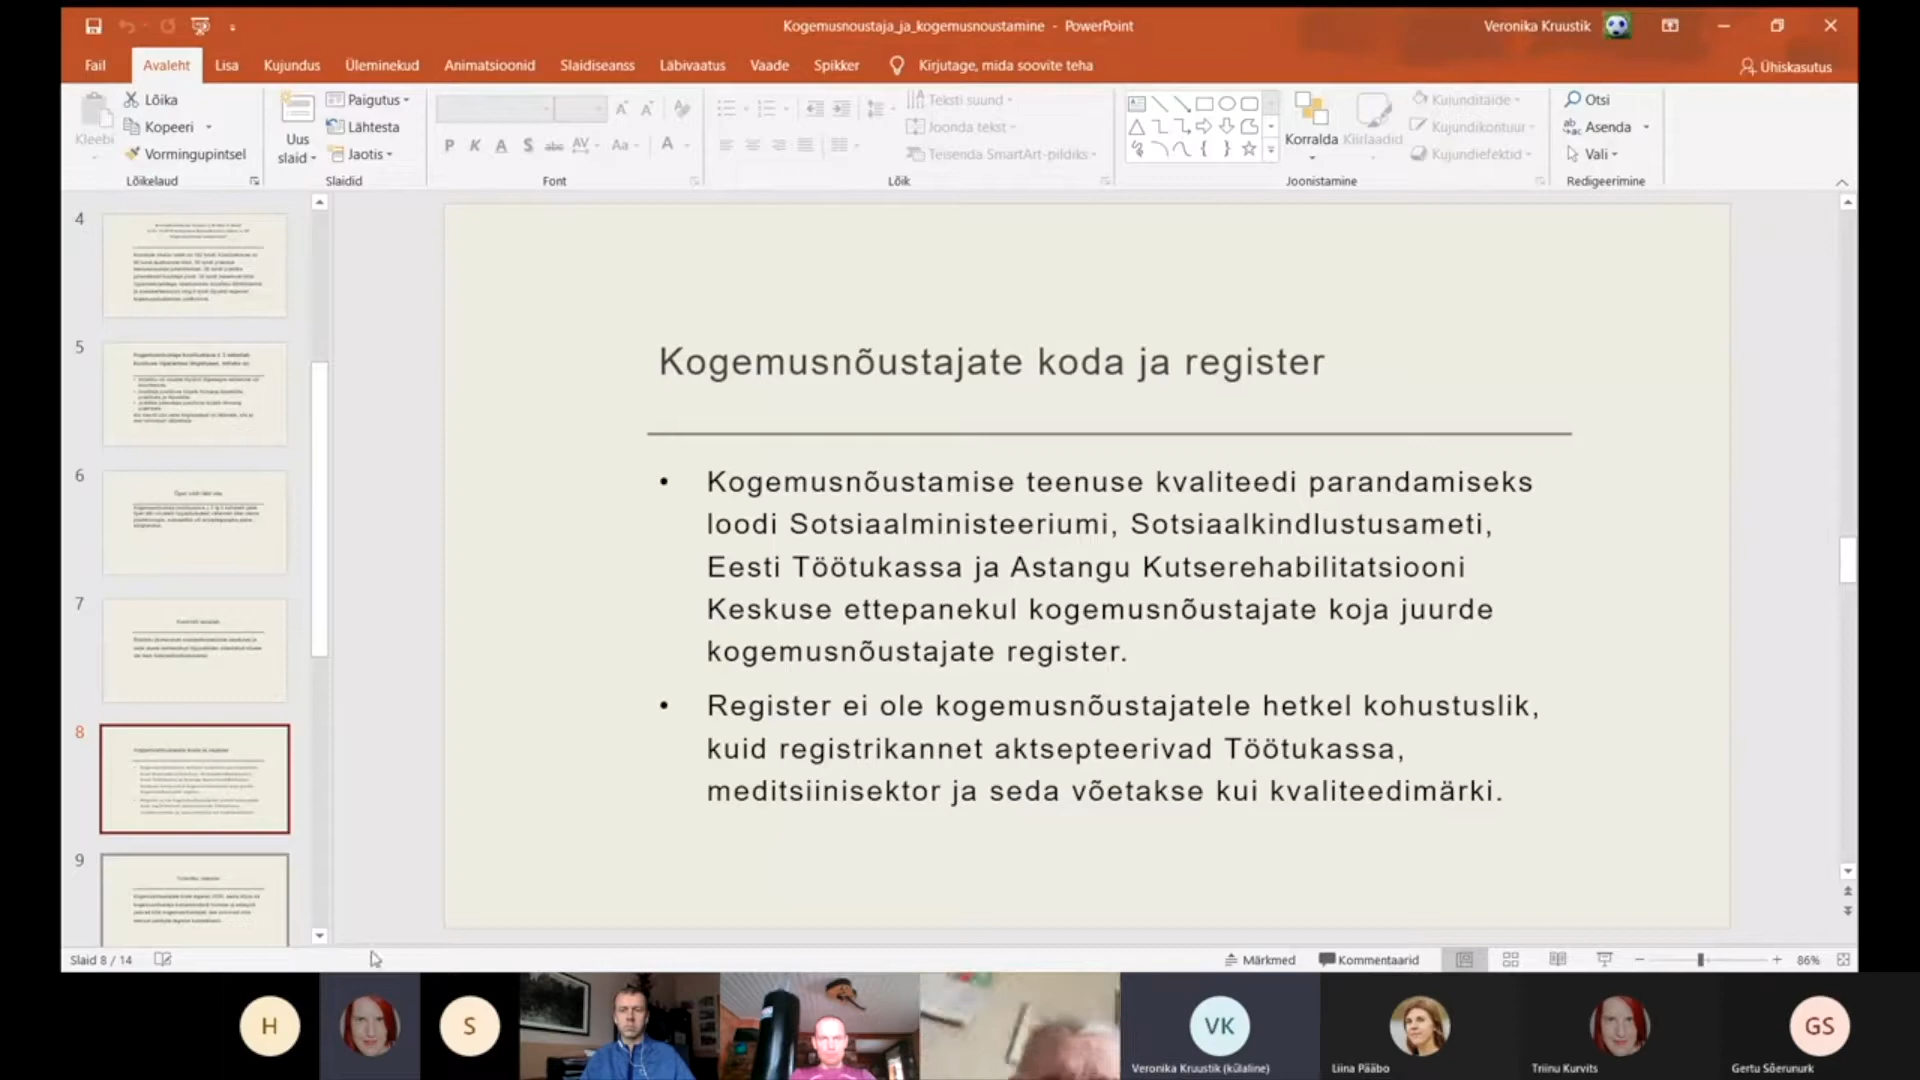 Kogemusnoustaja_ja_kogemusnoustamine - PowerPoint
Veronika Kruustik
Fail Avaleht Lisa Kujundus Üleminekud Animatsioonid Slaidiseanss Läbivaatus Vaade Spikker Kirjutage, mida soovite teha Ühiskasutus
Kleebi
Lõika
Kopeeri
Vormingupintsel
Lõikelaud
Uus
slaid
Paigutus
Lähtesta
Jaotis
Slaidid
P K A S abc AV Aa A
Font
Teksti suund
Joonda tekst
Teisenda SmartArt-pildiks
Lõik
Korralda
Kiirlaadid
Kujunditäide
Kujundikontuur
Kujundiefektid
Joonistamine
Otsi
Asenda
Vali
Redigeerimine
4
5
6
7
8
9
Kogemusnõustajate koda ja register
• Kogemusnõustamise teenuse kvaliteedi parandamiseks
loodi Sotsiaalministeeriumi, Sotsiaalkindlustusameti,
Eesti Töötukassa ja Astangu Kutserehabilitatsiooni
Keskuse ettepanekul kogemusnõustajate koja juurde
kogemusnõustajate register.
• Register ei ole kogemusnõustajatele hetkel kohustuslik,
kuid registrikannet aktsepteerivad Töötukassa,
meditsiinisektor ja seda võetakse kui kvaliteedimärki.
Slaid 8 / 14
Märkmed
Kommentaarid
86%
H
S
VK
GS
Veronika Kruustik (külaline)
Liina Pääbo
Triinu Kurvits
Gertu Sõerunurk